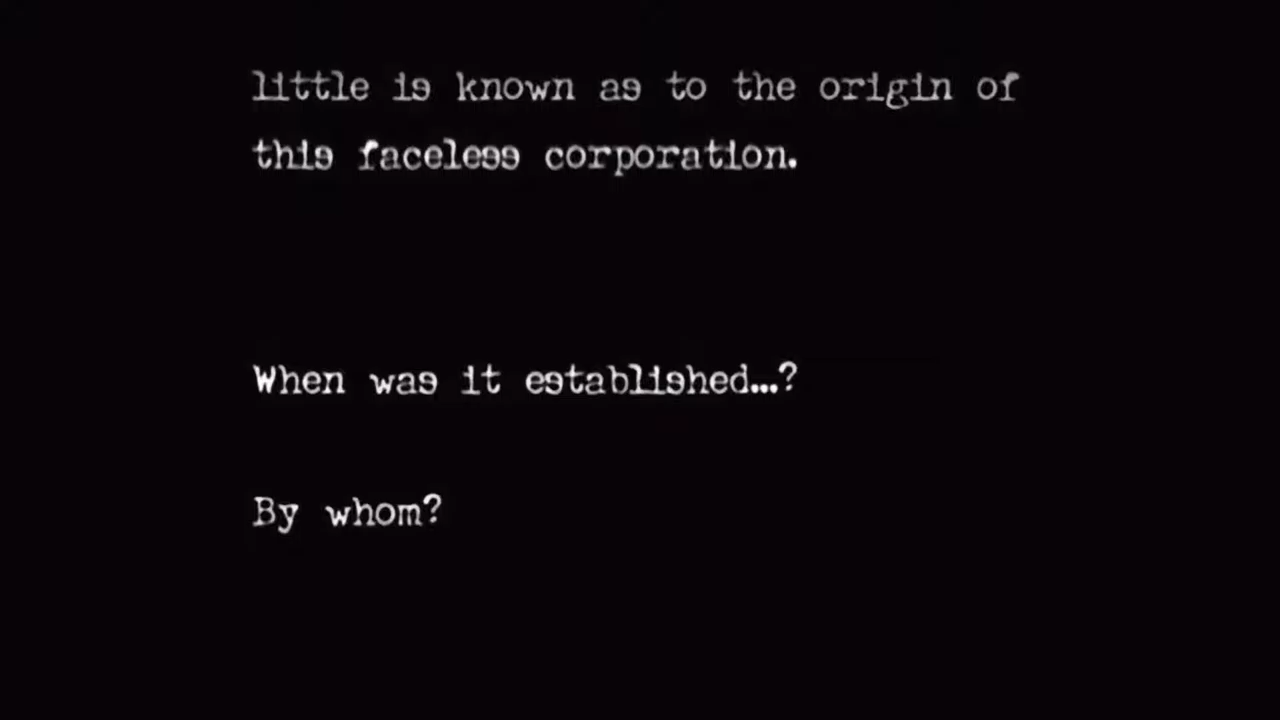 little is known as to the origin of
this faceless corporation.
When was it established...?
By whom?